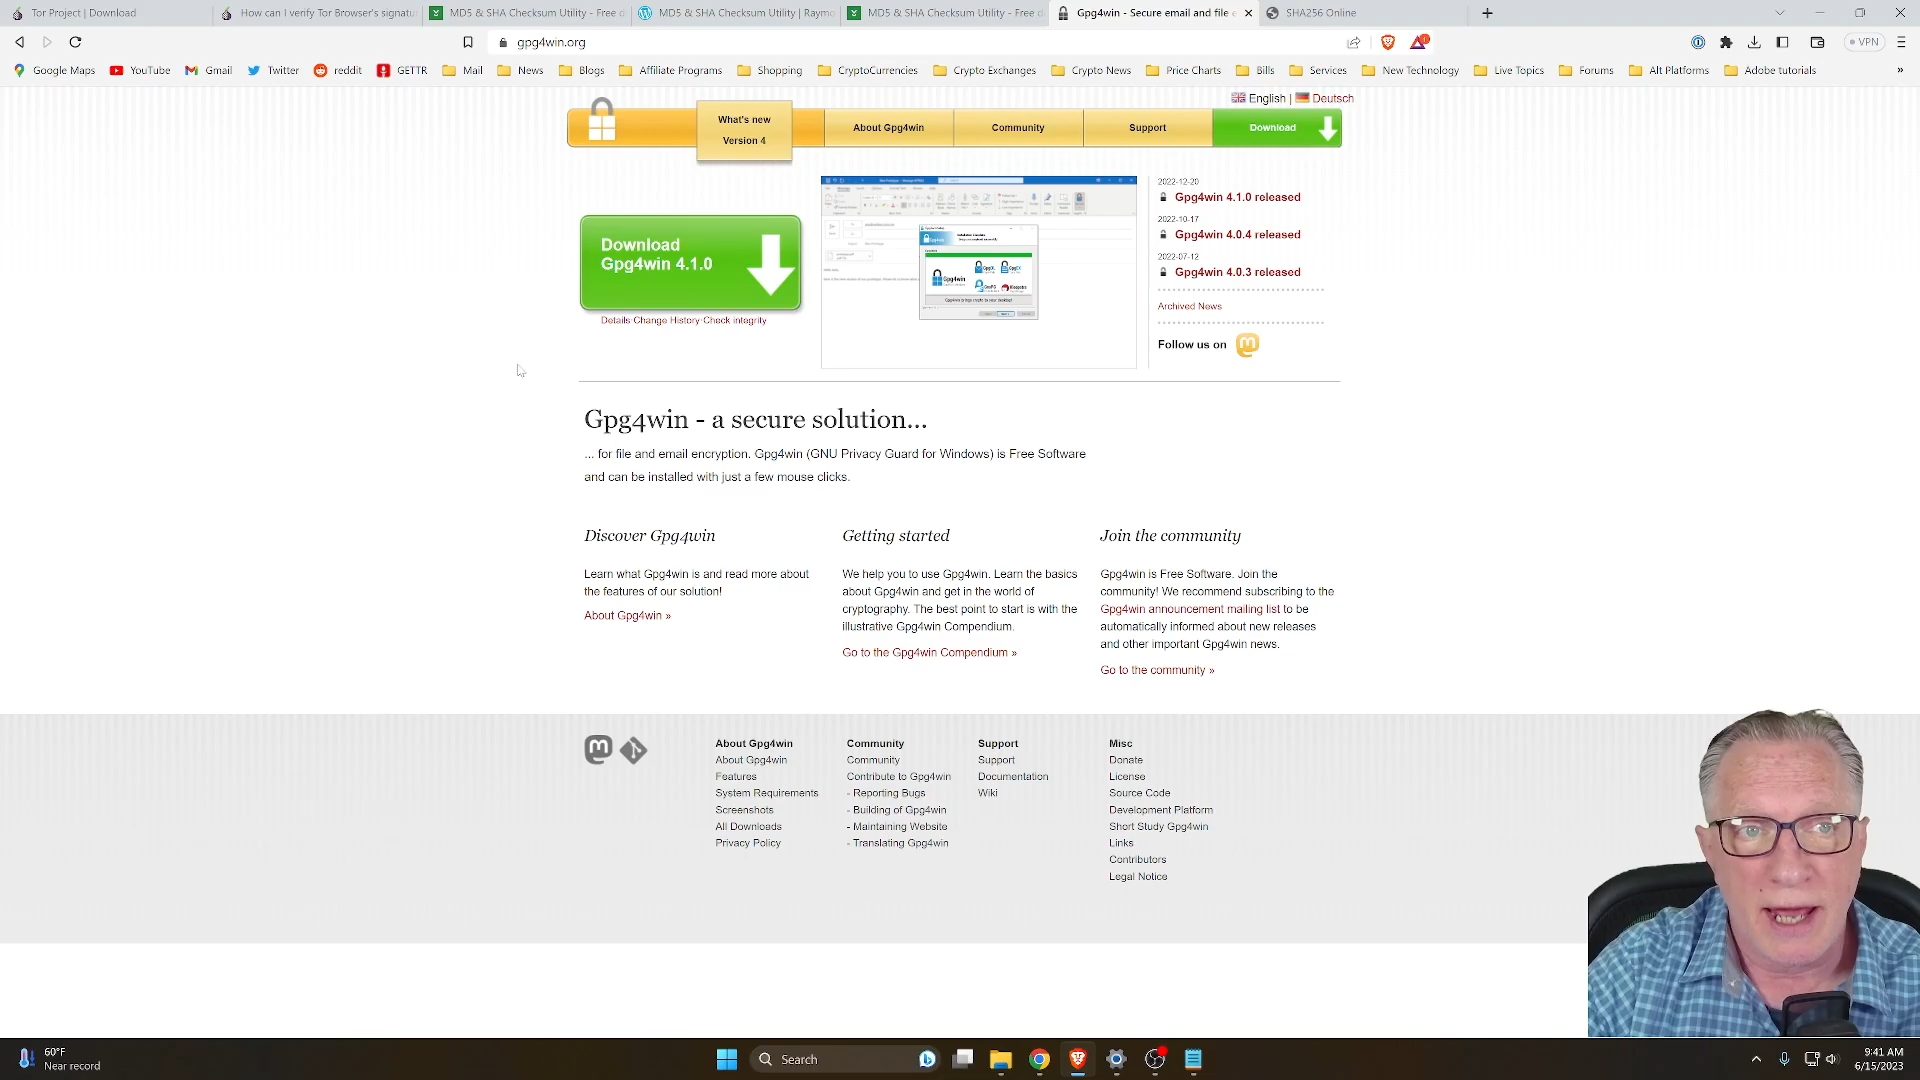 Tor Project | Download
How can I verify Tor Browser's signatu
MD5 & SHA Checksum Utility - Free d
MD5 & SHA Checksum Utility | Raymo
MD5 & SHA Checksum Utility - Free d
Gpg4win - Secure email and file e
SHA256 Online
gpg4win.org
VPN
Google Maps
YouTube
Gmail
Twitter
reddit
GETTR
Mail
News
Blogs
Affiliate Programs
Shopping
CryptoCurrencies
Crypto Exchanges
Crypto News
Price Charts
Bills
Services
New Technology
Live Topics
Forums
Alt Platforms
Adobe tutorials
»
English | Deutsch
What's new
Version 4
About Gpg4win
Community
Support
Download
Download
Gpg4win 4.1.0
Details·Change History·Check integrity
Gpg4win
Kleopatra
2022-12-20
Gpg4win 4.1.0 released
2022-10-17
Gpg4win 4.0.4 released
2022-07-12
Gpg4win 4.0.3 released
Archived News
Follow us on
Gpg4win - a secure solution...
... for file and email encryption. Gpg4win (GNU Privacy Guard for Windows) is Free Software
and can be installed with just a few mouse clicks.
Discover Gpg4win
Learn what Gpg4win is and read more about
the features of our solution!
About Gpg4win »
Getting started
We help you to use Gpg4win. Learn the basics
about Gpg4win and get in the world of
cryptography. The best point to start is with the
illustrative Gpg4win Compendium.
Go to the Gpg4win Compendium »
Join the community
Gpg4win is Free Software. Join the
community! We recommend subscribing to the
Gpg4win announcement mailing list to be
automatically informed about new releases
and other important Gpg4win news.
Go to the community »
About Gpg4win
About Gpg4win
Features
System Requirements
Screenshots
All Downloads
Privacy Policy
Community
Community
Contribute to Gpg4win
- Reporting Bugs
- Building of Gpg4win
- Maintaining Website
- Translating Gpg4win
Support
Support
Documentation
Wiki
Misc
Donate
License
Source Code
Development Platform
Short Study Gpg4win
Links
Contributors
Legal Notice
60°F
Near record
Search
9:41 AM
6/15/2023